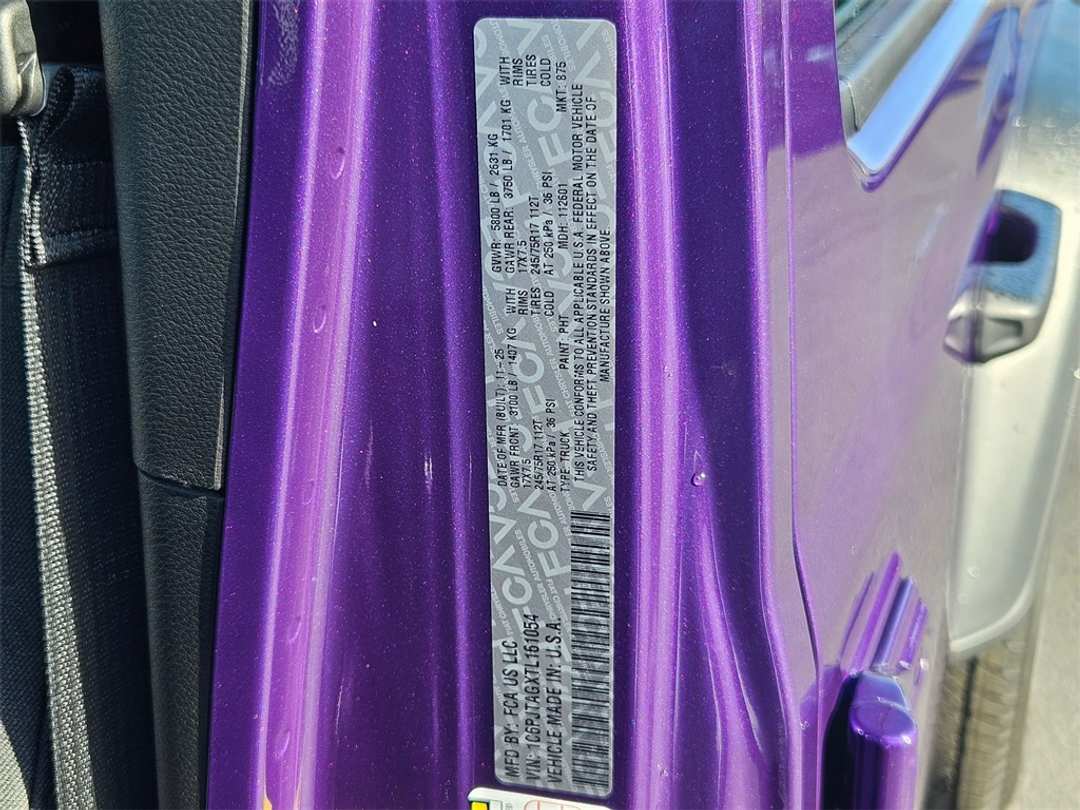 MFD BY: FCA US LLC
DATE OF MFR (BUILT): 11-25
GVWR: 5800 LB / 2631 KG
GAWR FRONT: 3700 LB / 1407 KG WITH
GAWR REAR: 3750 LB / 1701 KG WITH
17X7.5 RIMS
17X7.5 RIMS
245/75R17 112T TIRES
245/75R17 112T TIRES
AT 250 kPa / 36 PSI COLD
AT 250 kPa / 36 PSI COLD
VIN: 1C6PJTAGXTL161054
TYPE: TRUCK
PAINT: PHT
MDH: 112601
MKT: 875
VEHICLE MADE IN: U.S.A.
THIS VEHICLE CONFORMS TO ALL APPLICABLE U.S.A. FEDERAL MOTOR VEHICLE
SAFETY AND THEFT PREVENTION STANDARDS IN EFFECT ON THE DATE OF
MANUFACTURE SHOWN ABOVE